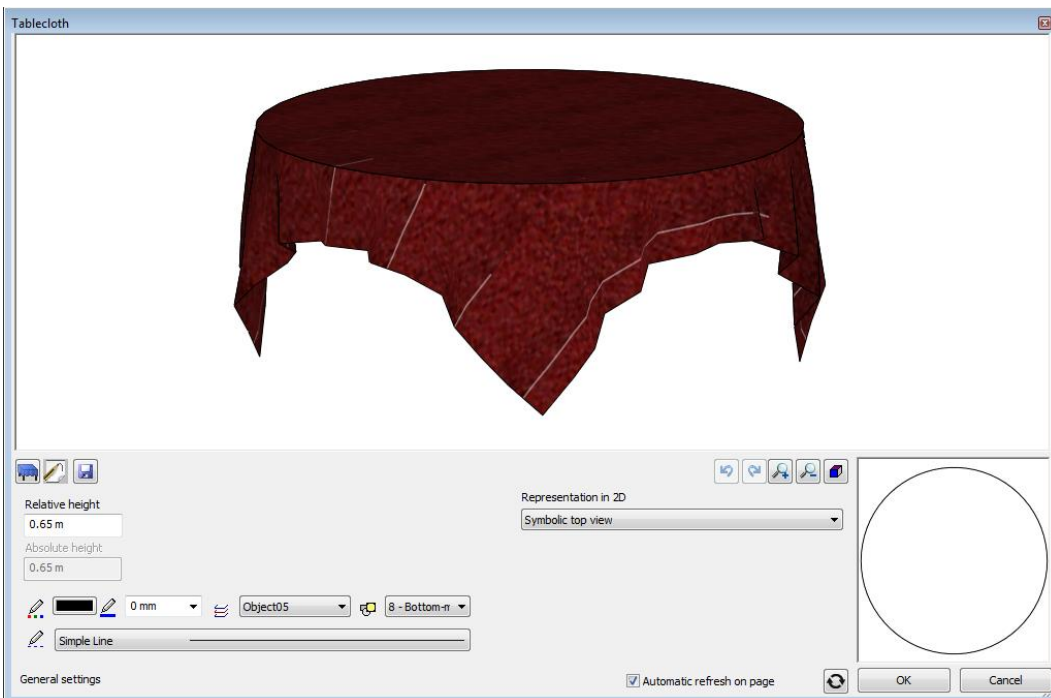 Tablecloth
Relative height
0.65 m
Absolute height
0.65 m
Representation in 2D
Symbolic top view
0 mm
Object05
8 - Bottom-m
Simple Line
General settings
Automatic refresh on page
OK
Cancel